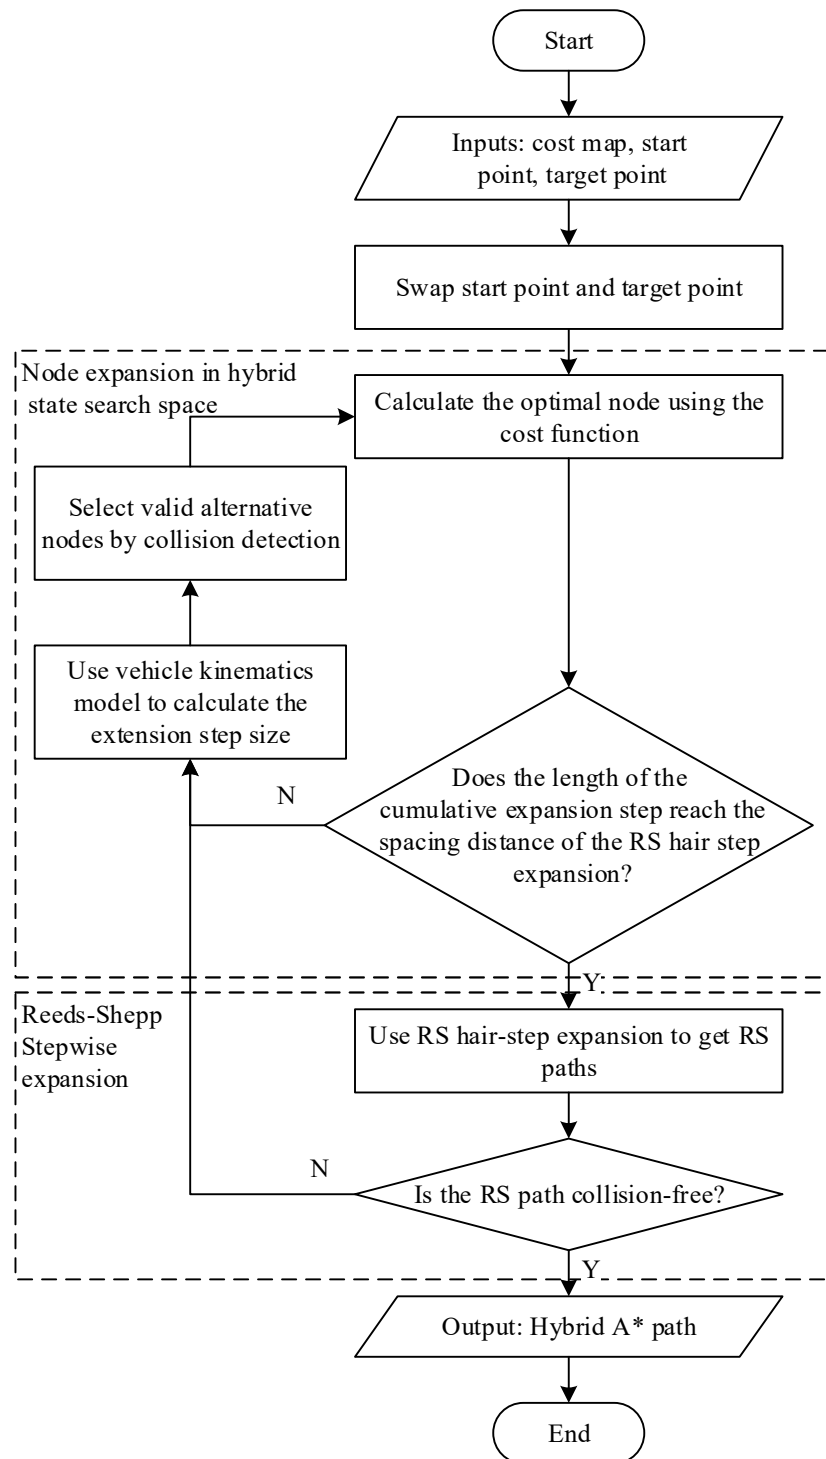 Start
Inputs: cost map, start
point, target point
Swap start point and target point
Node expansion in hybrid
state search space
Calculate the optimal node using the
cost function
Select valid alternative
nodes by collision detection
Use vehicle kinematics
model to calculate the
extension step size
N
Does the length of the
cumulative expansion step reach the
spacing distance of the RS hair step
expansion?
Y
Reeds-Shepp
Stepwise
expansion
Use RS hair-step expansion to get RS
paths
N
Is the RS path collision-free?
Y
Output: Hybrid A* path
End